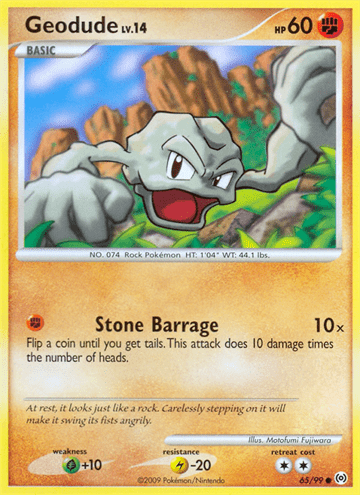 Geodude LV.14 HP 60
BASIC
NO. 074 Rock Pokémon HT: 1'04" WT: 44.1 lbs.
Stone Barrage 10x
Flip a coin until you get tails. This attack does 10 damage times
the number of heads.
At rest, it looks just like a rock. Carelessly stepping on it will
make it swing its fists angrily.
Illus. Motofumi Fujiwara
weakness resistance retreat cost
+10 -20
65/99
©2009 Pokémon/Nintendo